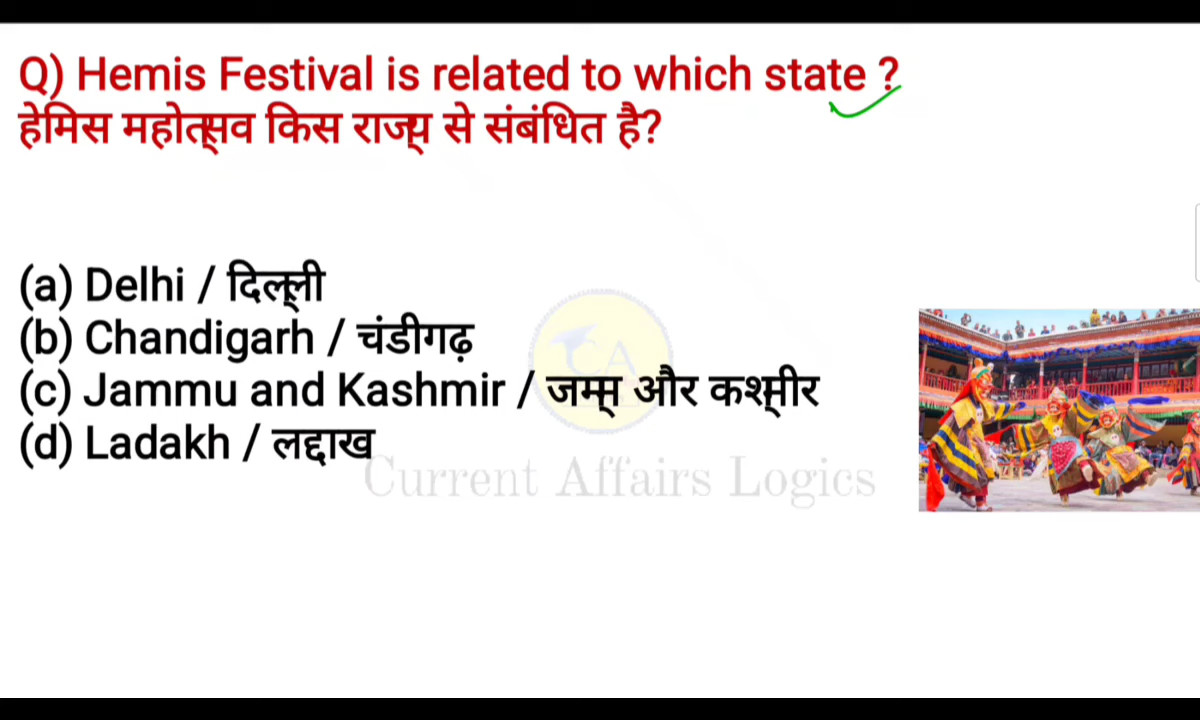 Q) Hemis Festival is related to which state ?
हेमिस महोत्सव किस राज्य से संबंधित है?
(a) Delhi / दिल्ली
(b) Chandigarh / चंडीगढ़
(c) Jammu and Kashmir / जम्मू और कश्मीर
(d) Ladakh / लद्दाख
CA
Current Affairs Logics